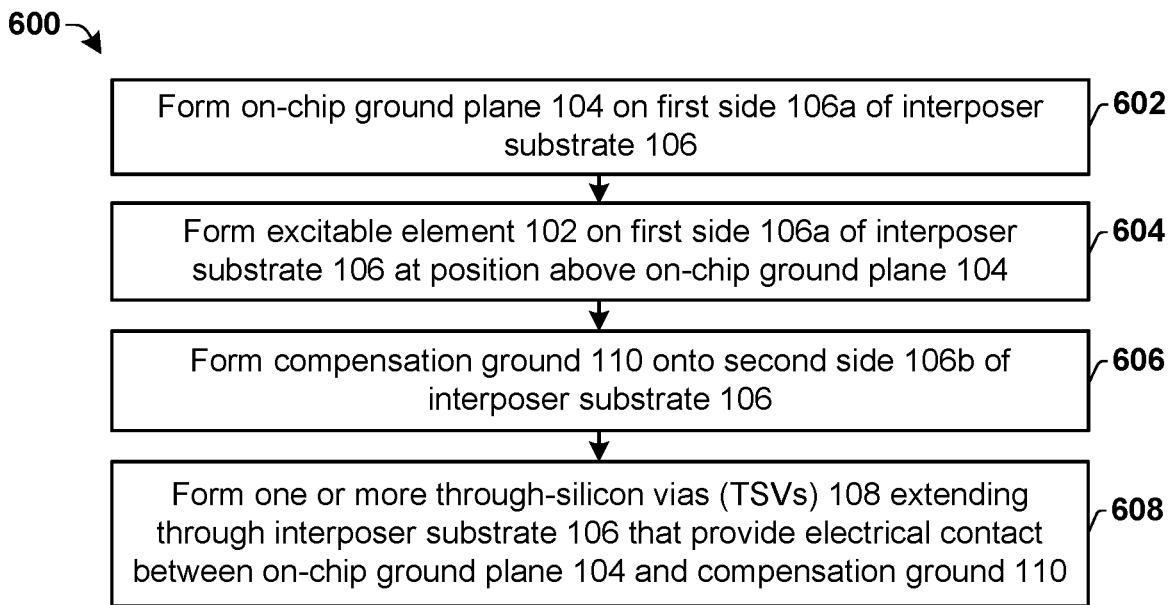 600
Form on-chip ground plane 104 on first side 106a of interposer
substrate 106
602
Form excitable element 102 on first side 106a of interposer
substrate 106 at position above on-chip ground plane 104
604
Form compensation ground 110 onto second side 106b of
interposer substrate 106
606
Form one or more through-silicon vias (TSVs) 108 extending
through interposer substrate 106 that provide electrical contact
between on-chip ground plane 104 and compensation ground 110
608